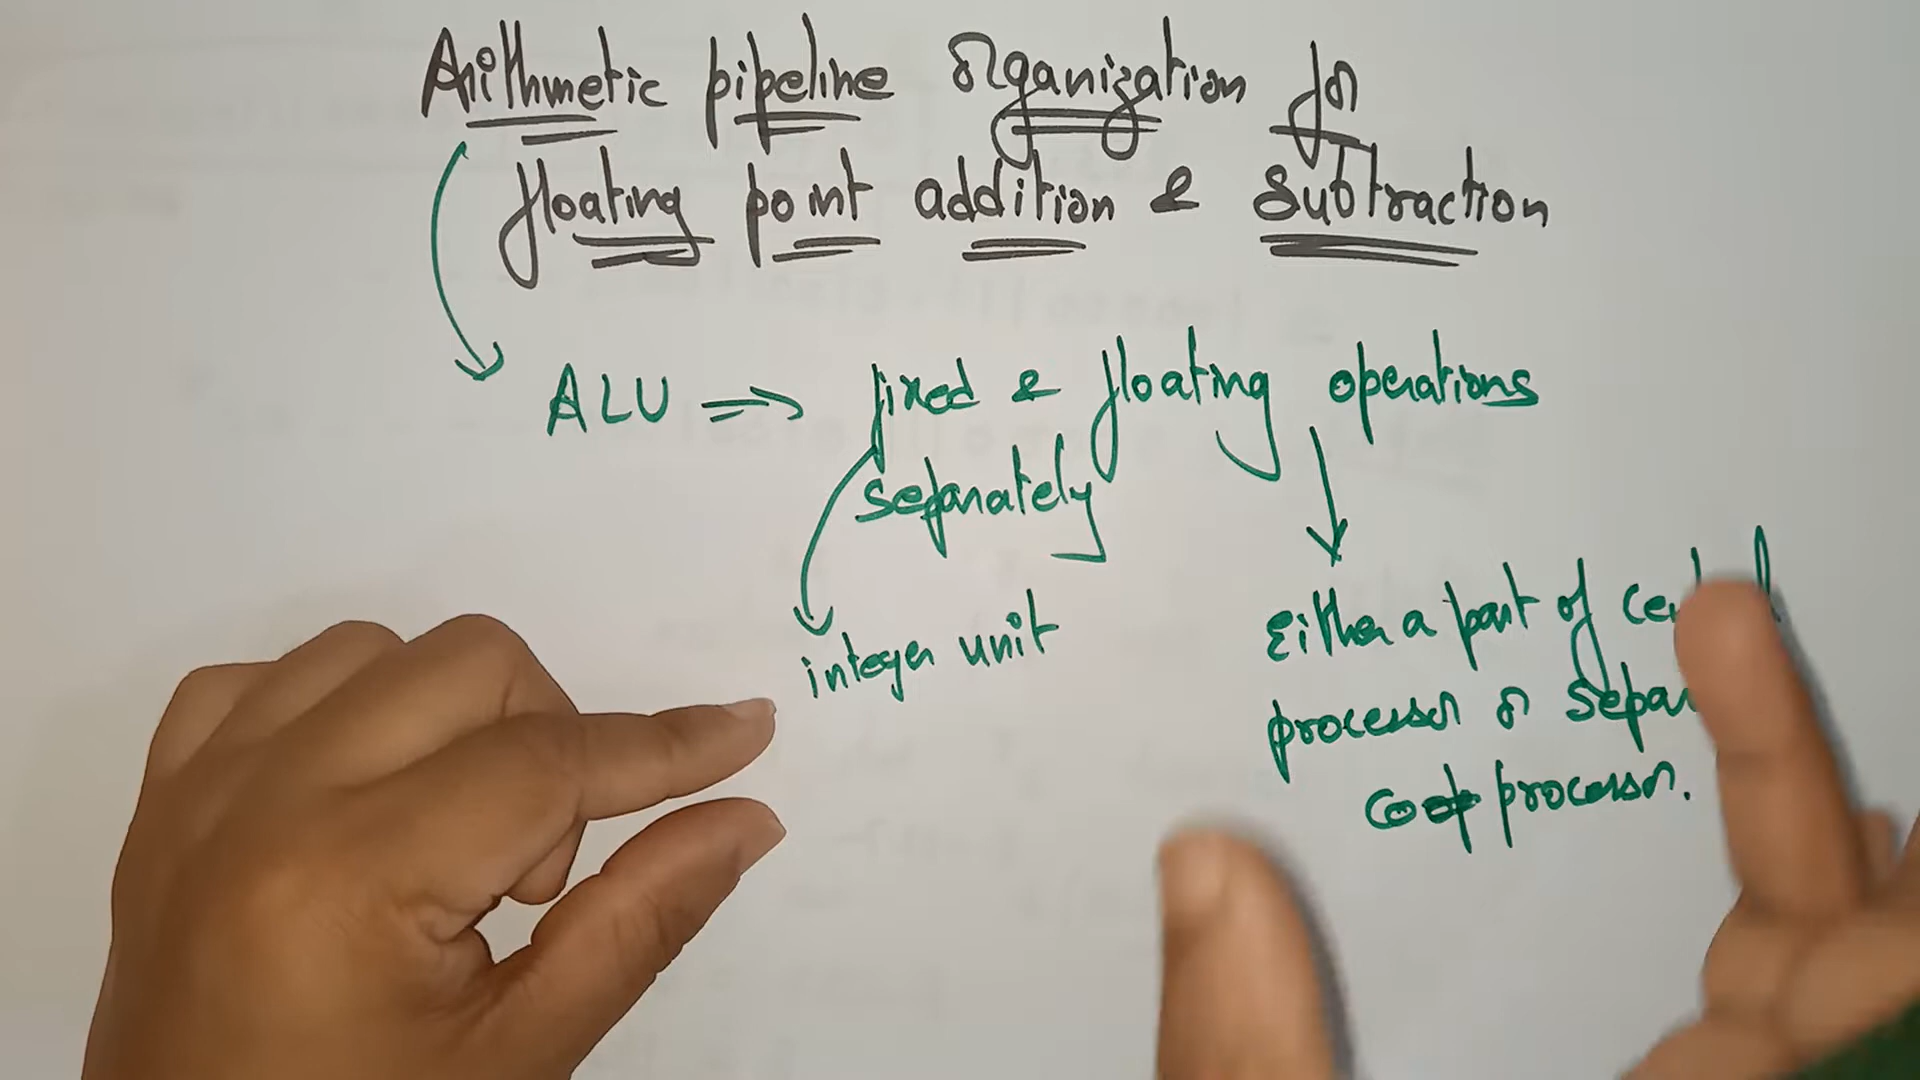 Arithmetic pipeline organization for
floating point addition & subtraction
ALU => fixed & floating operations
separately
integer unit
Either a part of
processor or
processor.